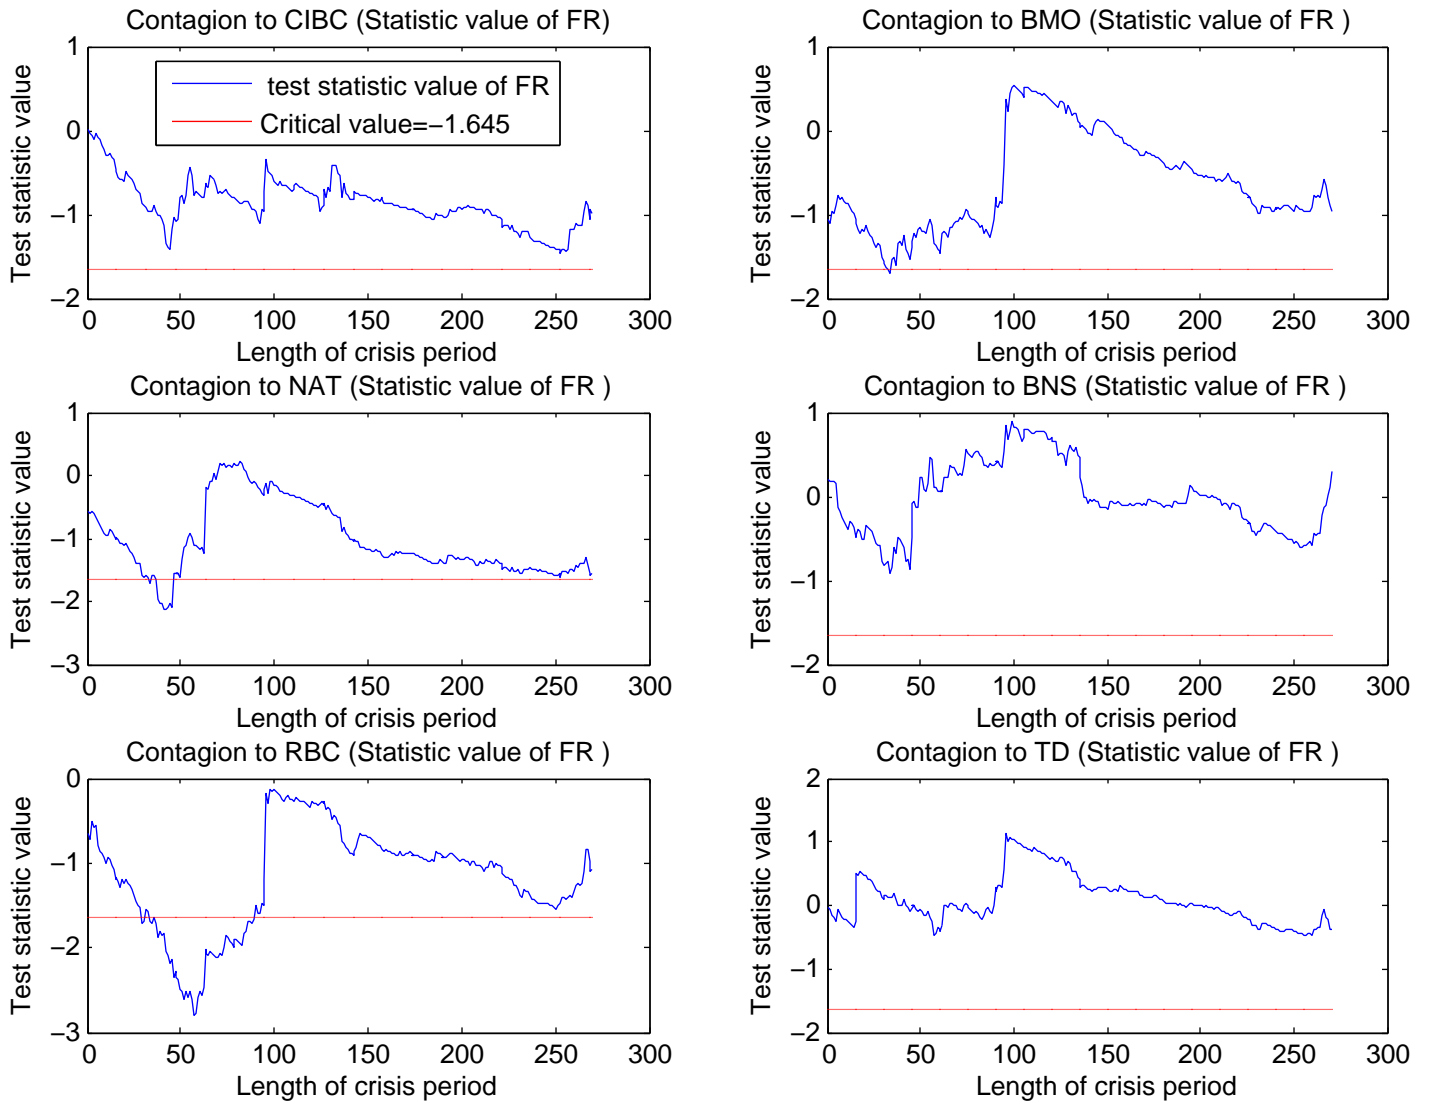 Contagion to CIBC (Statistic value of FR)
Test statistic value
1
0
−1
−2
test statistic value of FR
Critical value=−1.645
0 50 100 150 200 250 300
Length of crisis period
Contagion to BMO (Statistic value of FR )
Test statistic value
1
0
−1
−2
0 50 100 150 200 250 300
Length of crisis period
Contagion to NAT (Statistic value of FR )
Test statistic value
1
0
−1
−2
−3
0 50 100 150 200 250 300
Length of crisis period
Contagion to BNS (Statistic value of FR )
Test statistic value
1
0
−1
−2
0 50 100 150 200 250 300
Length of crisis period
Contagion to RBC (Statistic value of FR )
Test statistic value
0
−1
−2
−3
0 50 100 150 200 250 300
Length of crisis period
Contagion to TD (Statistic value of FR )
Test statistic value
2
1
0
−1
−2
0 50 100 150 200 250 300
Length of crisis period